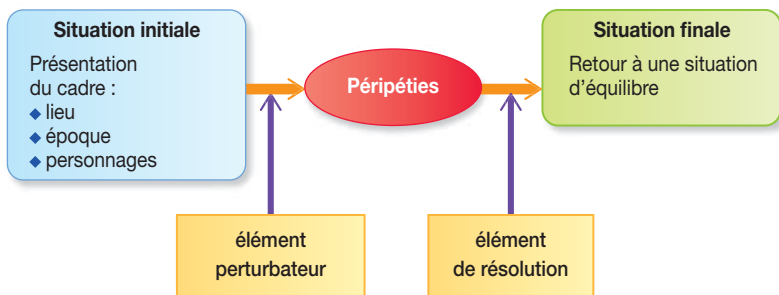 Situation initiale
Présentation
du cadre :
◆ lieu
◆ époque
◆ personnages
Péripéties
Situation finale
Retour à une situation
d'équilibre
élément
perturbateur
élément
de résolution